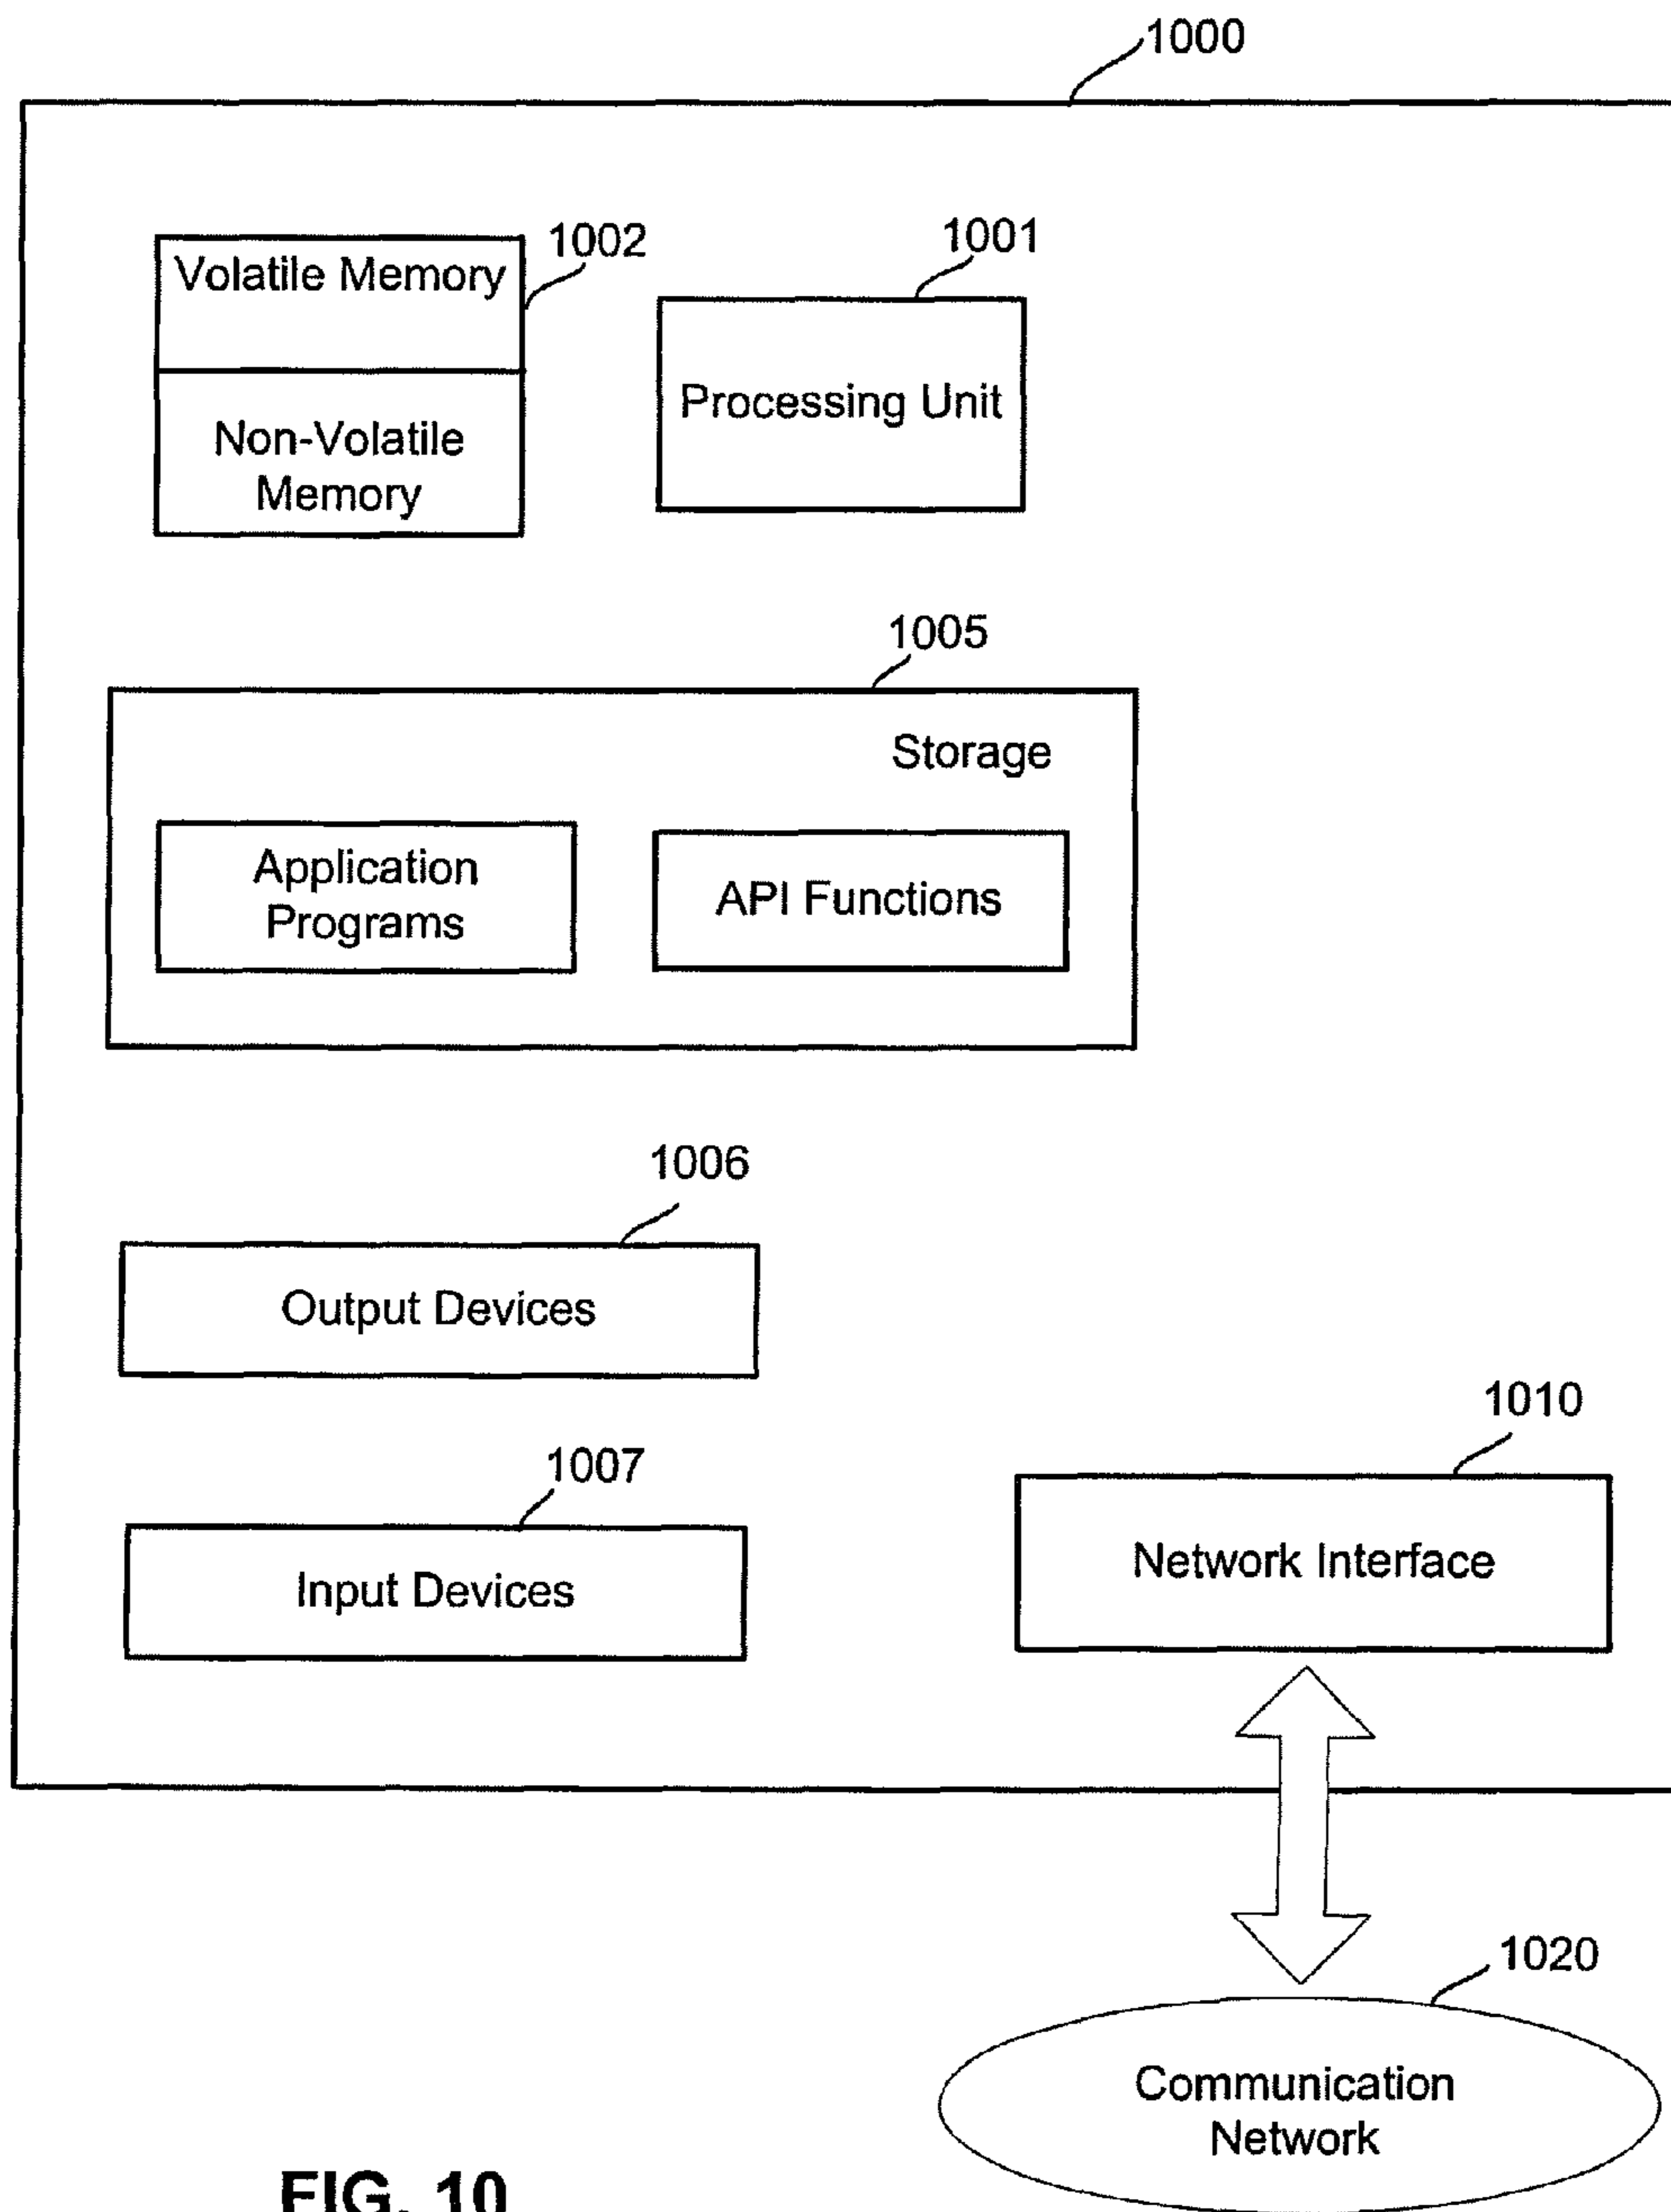 1000
1002
1001
Volatile Memory
Non-Volatile
Memory
Processing Unit
1005
Storage
Application
Programs
API Functions
1006
Output Devices
1010
1007
Input Devices
Network Interface
1020
Communication
Network
FIG. 10